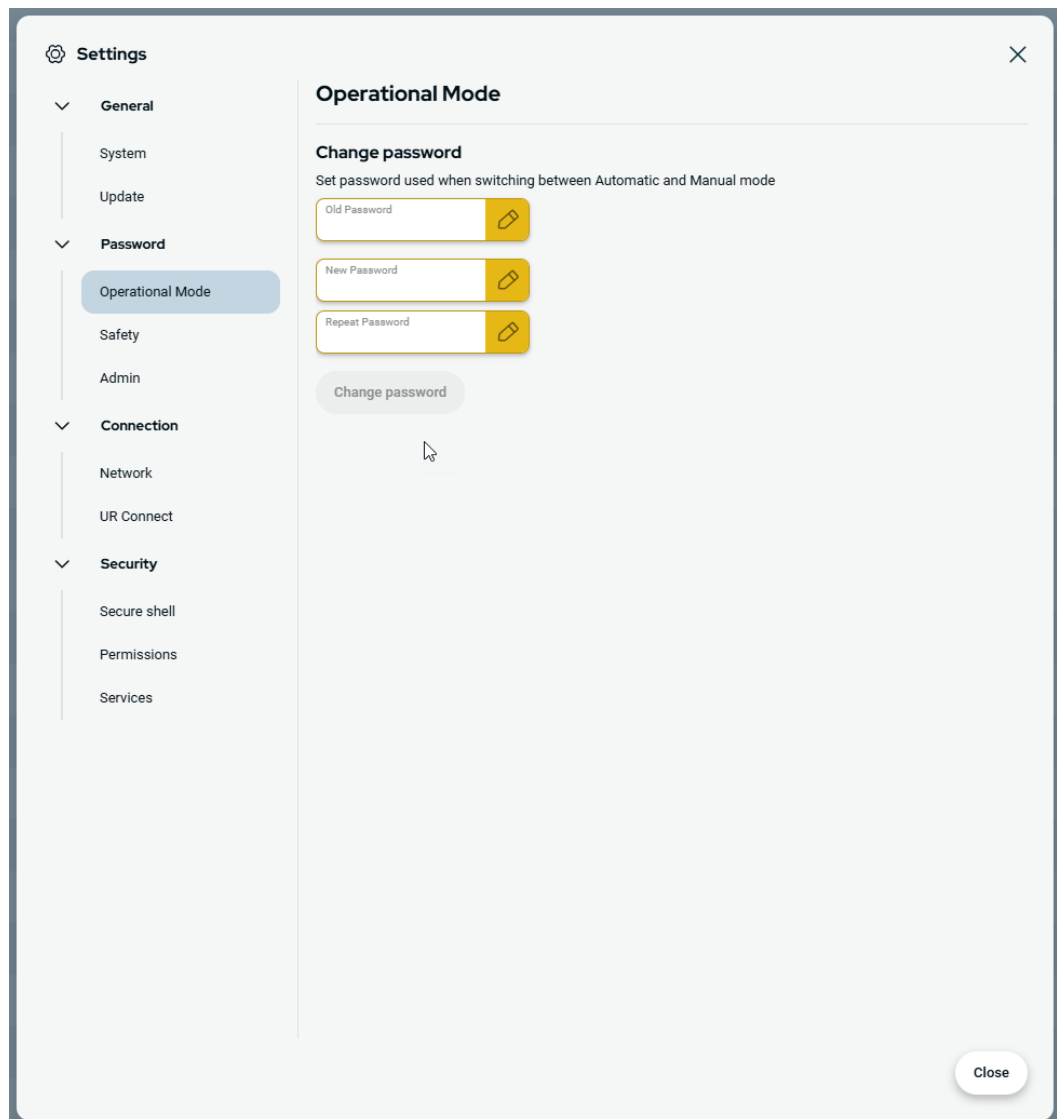 Settings
General
System
Update
Password
Operational Mode
Safety
Admin
Connection
Network
UR Connect
Security
Secure shell
Permissions
Services
Operational Mode
Change password
Set password used when switching between Automatic and Manual mode
Old Password
New Password
Repeat Password
Change password
Close